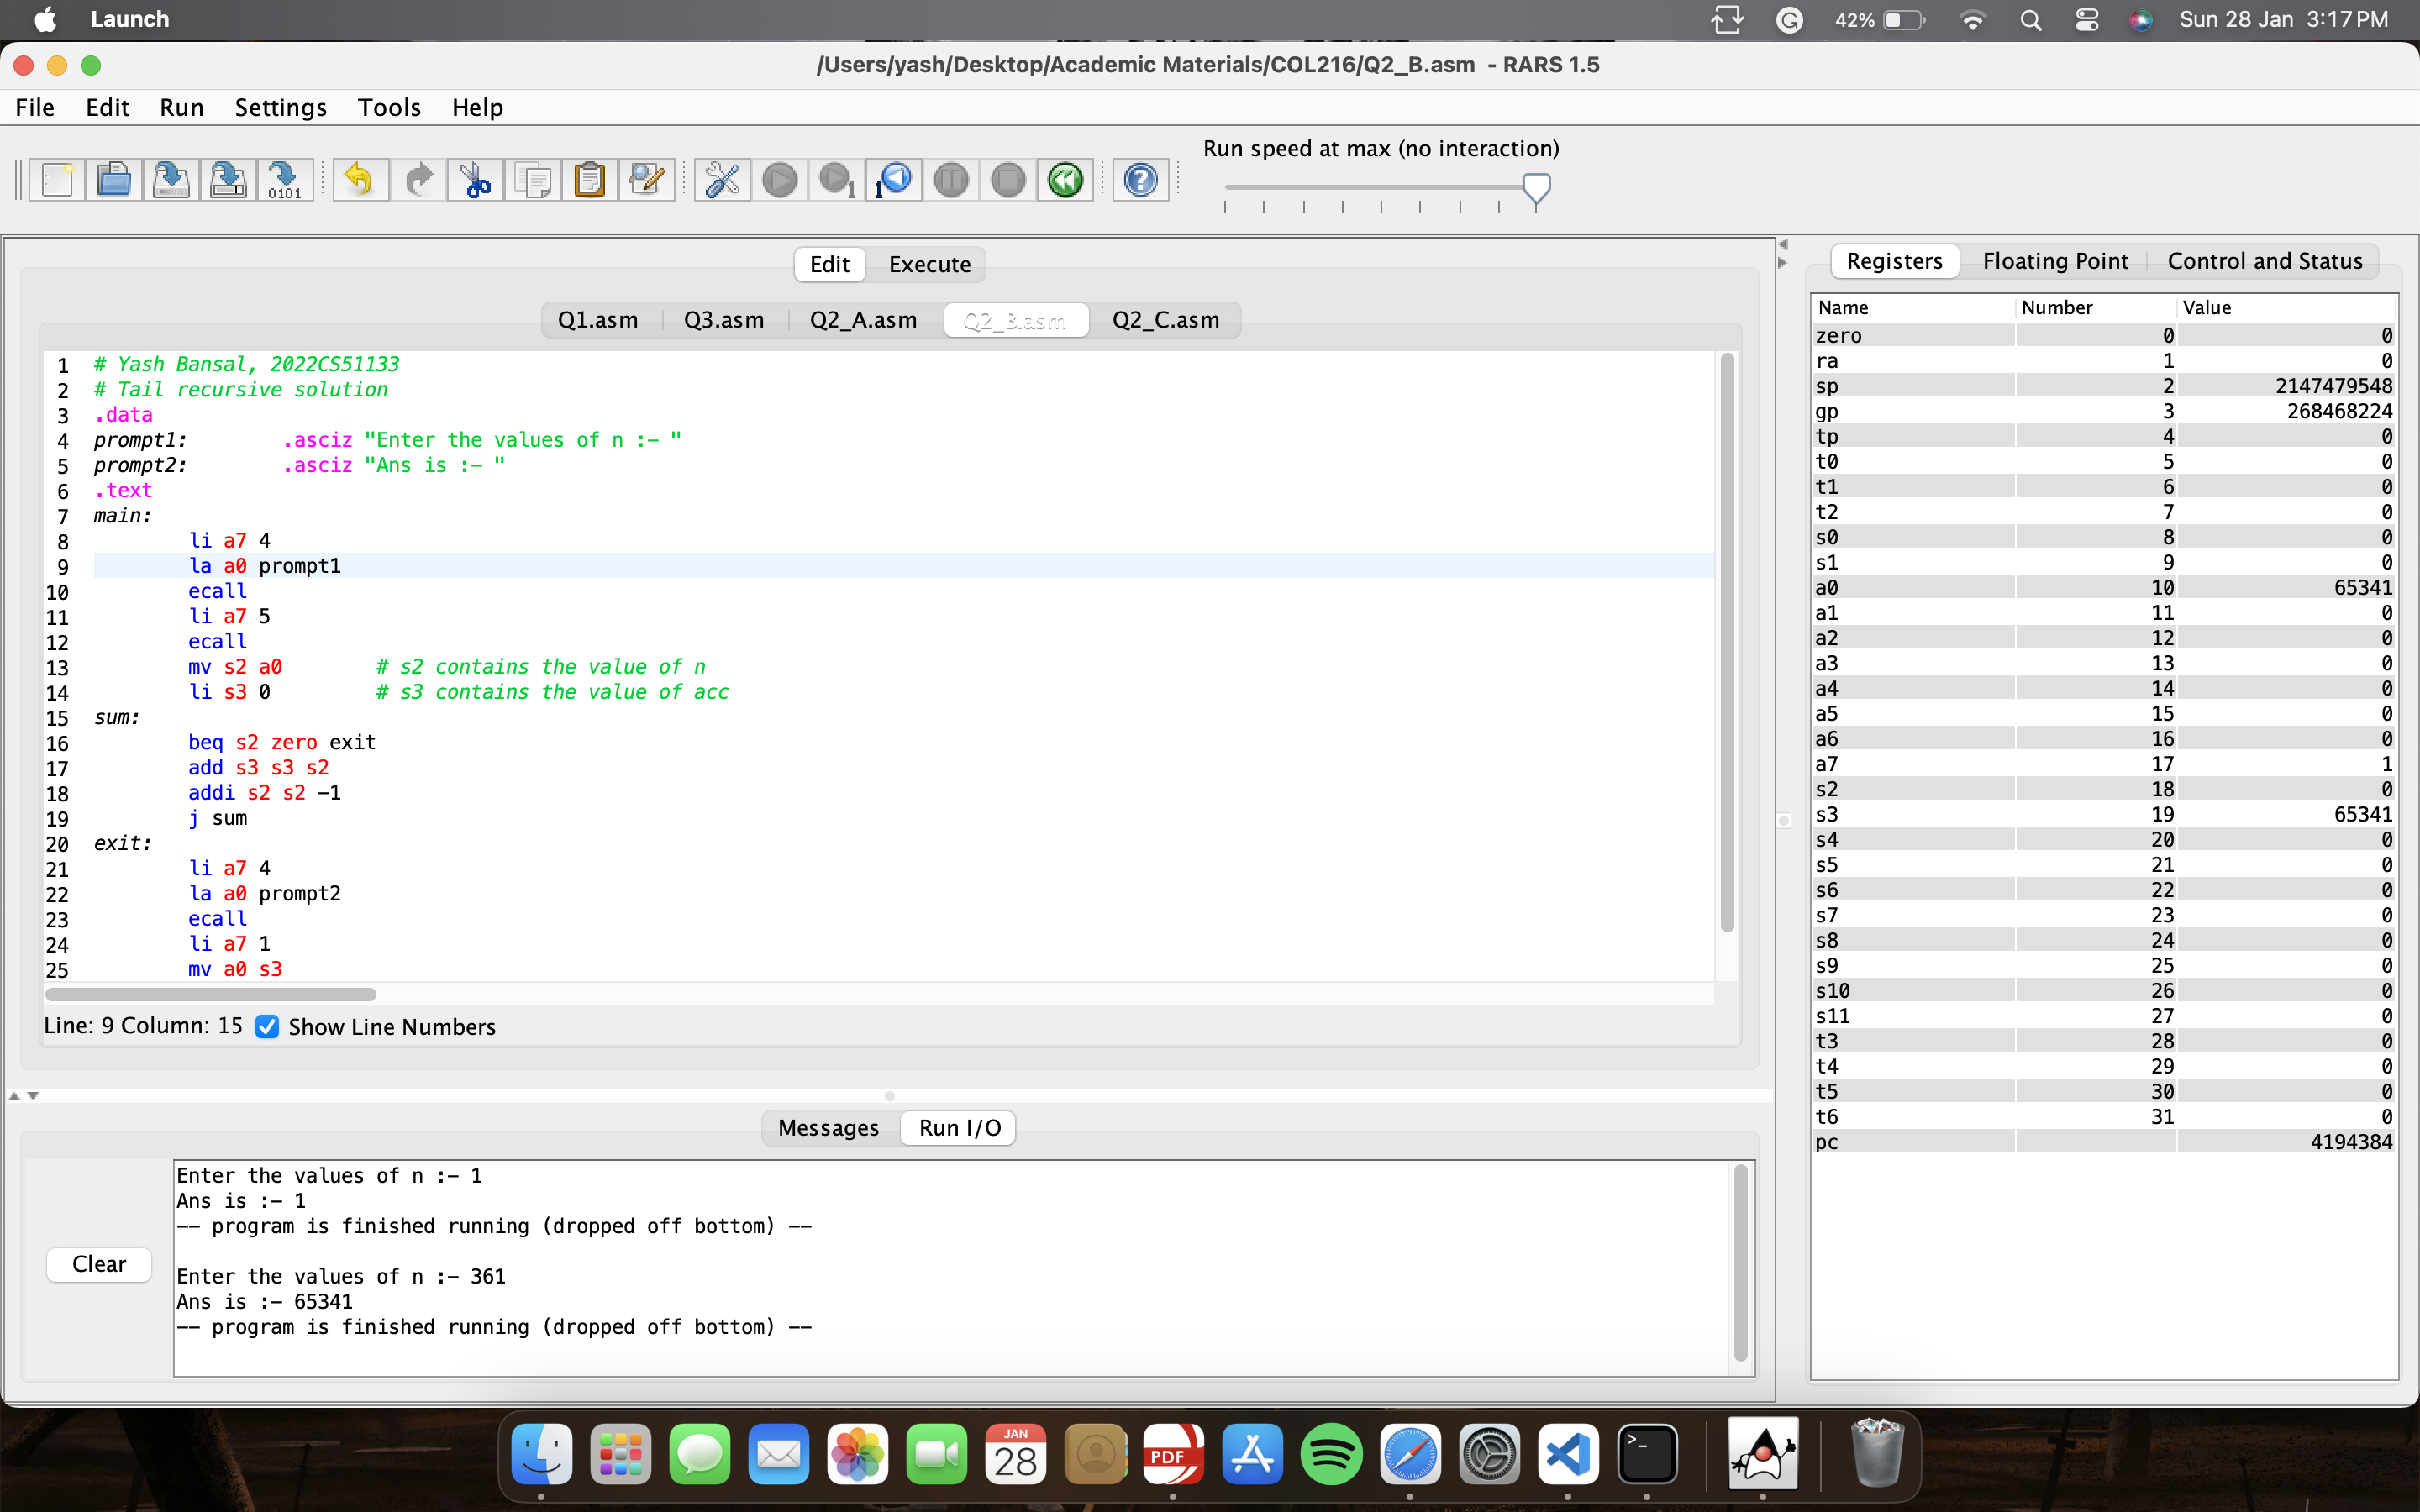 Launch
42%
Sun 28 Jan 3:17 PM
/Users/yash/Desktop/Academic Materials/COL216/Q2_B.asm - RARS 1.5
File Edit Run Settings Tools Help
Run speed at max (no interaction)
0101
1
1
Edit Execute
Q1.asm Q3.asm Q2_A.asm Q2_B.asm Q2_C.asm
1 # Yash Bansal, 2022CS51133
2 # Tail recursive solution
3 .data
4 prompt1: .asciz "Enter the values of n :- "
5 prompt2: .asciz "Ans is :- "
6 .text
7 main:
8 li a7 4
9 la a0 prompt1
10 ecall
11 li a7 5
12 ecall
13 mv s2 a0 # s2 contains the value of n
14 li s3 0 # s3 contains the value of acc
15 sum:
16 beq s2 zero exit
17 add s3 s3 s2
18 addi s2 s2 -1
19 j sum
20 exit:
21 li a7 4
22 la a0 prompt2
23 ecall
24 li a7 1
25 mv a0 s3
Line: 9 Column: 15 Show Line Numbers
Messages Run I/O
Clear
Enter the values of n :- 1
Ans is :- 1
-- program is finished running (dropped off bottom) --
Enter the values of n :- 361
Ans is :- 65341
-- program is finished running (dropped off bottom) --
Registers Floating Point Control and Status
Name Number Value
zero 0 0
ra 1 0
sp 2 2147479548
gp 3 268468224
tp 4 0
t0 5 0
t1 6 0
t2 7 0
s0 8 0
s1 9 0
a0 10 65341
a1 11 0
a2 12 0
a3 13 0
a4 14 0
a5 15 0
a6 16 0
a7 17 1
s2 18 0
s3 19 65341
s4 20 0
s5 21 0
s6 22 0
s7 23 0
s8 24 0
s9 25 0
s10 26 0
s11 27 0
t3 28 0
t4 29 0
t5 30 0
t6 31 0
pc 4194384
JAN
28
PDF
>_